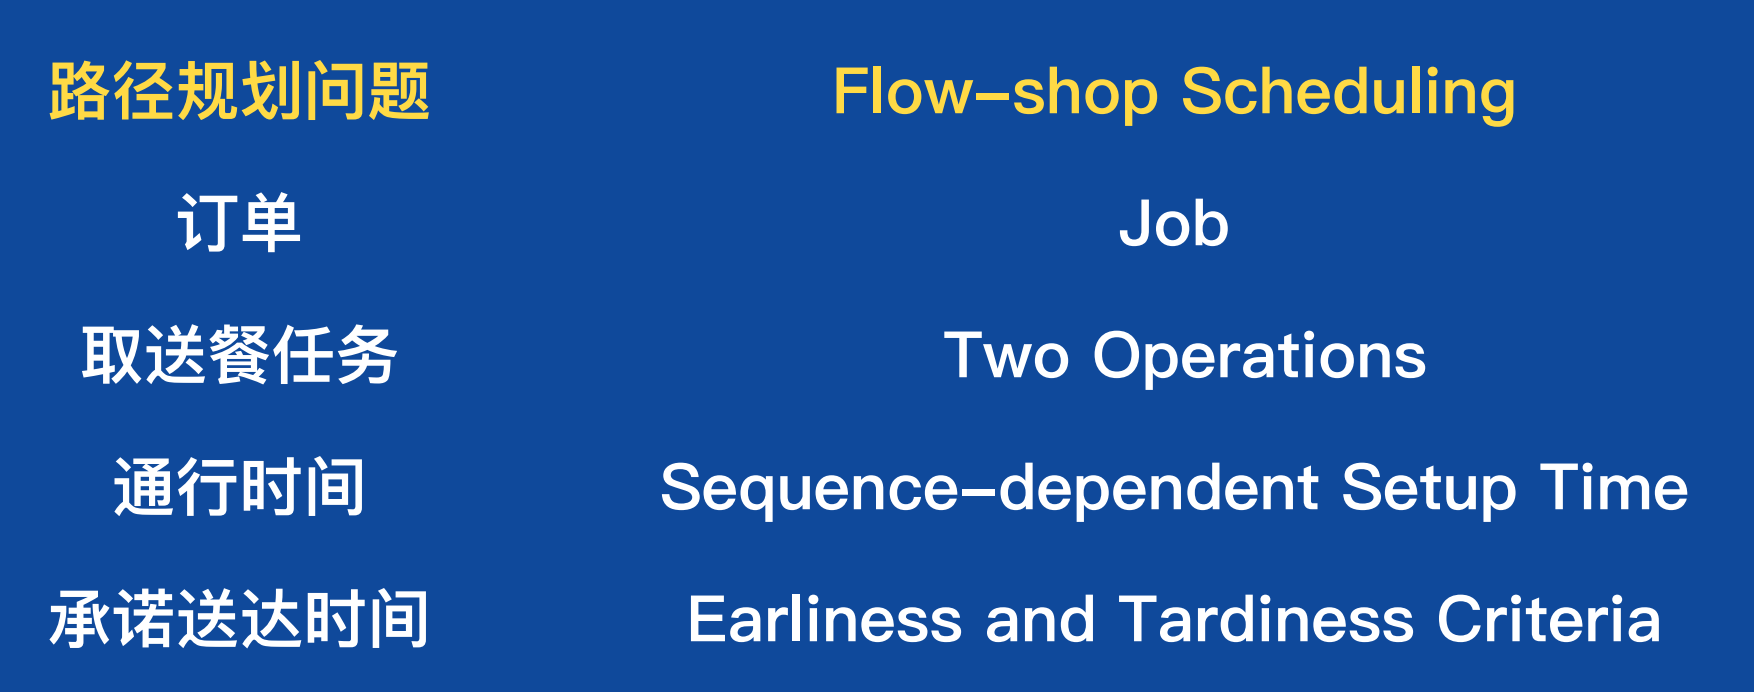 路径规划问题 Flow-shop Scheduling
订单 Job
取送餐任务 Two Operations
通行时间 Sequence-dependent Setup Time
承诺送达时间 Earliness and Tardiness Criteria